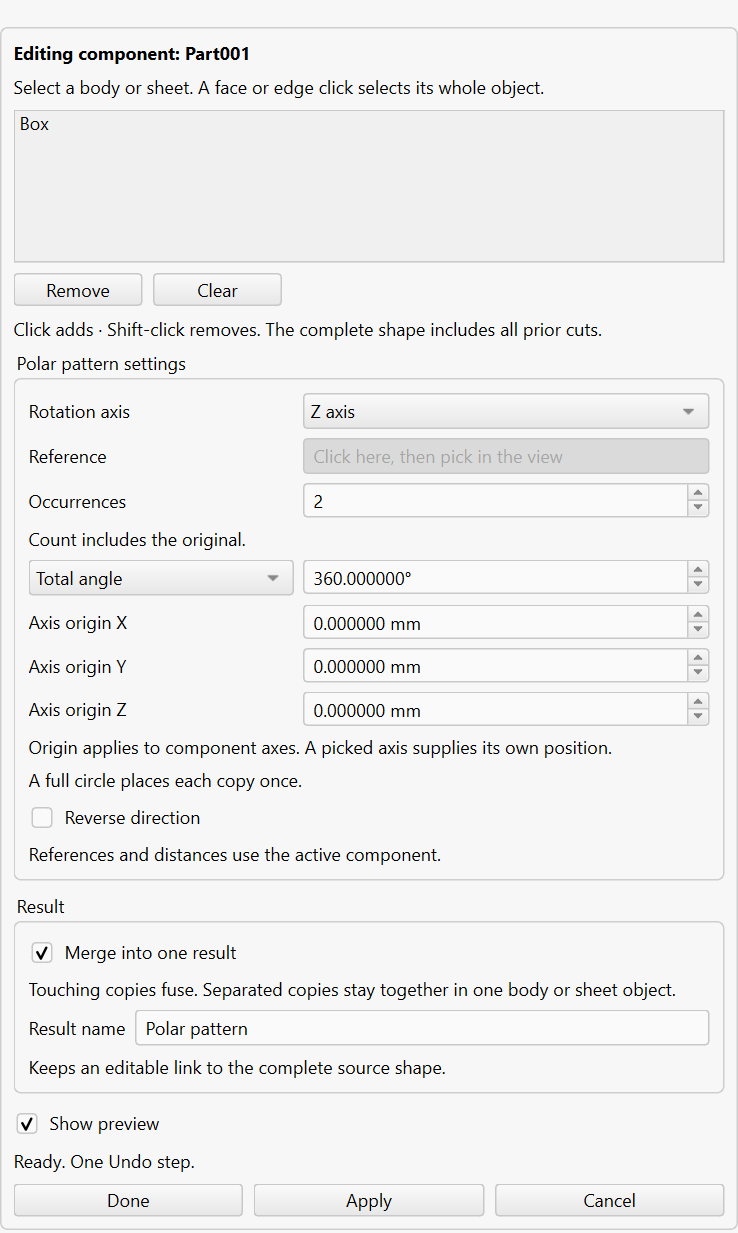 Editing component: Part001
Select a body or sheet. A face or edge click selects its whole object.
Box
Remove Clear
Click adds · Shift-click removes. The complete shape includes all prior cuts.
Polar pattern settings
Rotation axis Z axis
Reference Click here, then pick in the view
Occurrences 2
Count includes the original.
Total angle 360.000000°
Axis origin X 0.000000 mm
Axis origin Y 0.000000 mm
Axis origin Z 0.000000 mm
Origin applies to component axes. A picked axis supplies its own position.
A full circle places each copy once.
Reverse direction
References and distances use the active component.
Result
Merge into one result
Touching copies fuse. Separated copies stay together in one body or sheet object.
Result name Polar pattern
Keeps an editable link to the complete source shape.
Show preview
Ready. One Undo step.
Done Apply Cancel